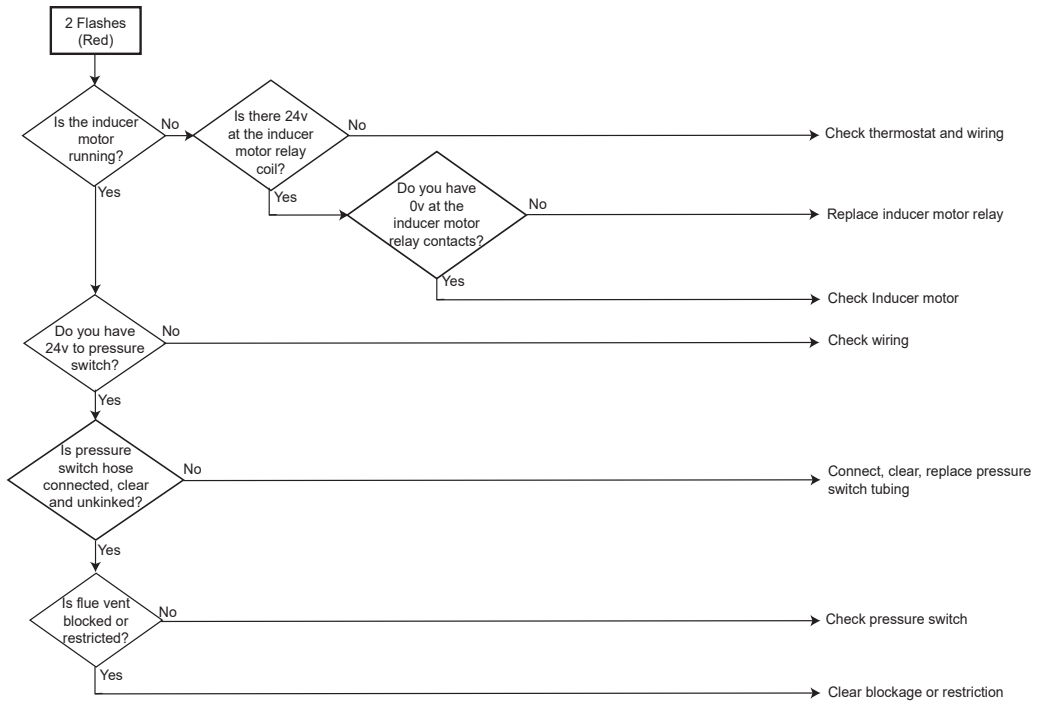 2 Flashes
(Red)
Is the inducer
motor
running?
No
Yes
Is there 24v
at the inducer
motor relay
coil?
No
Check thermostat and wiring
Yes
Do you have
0v at the
inducer motor
relay contacts?
No
Replace inducer motor relay
Yes
Check Inducer motor
Do you have
24v to pressure
switch?
No
Check wiring
Yes
Is pressure
switch hose
connected, clear
and unkinked?
No
Connect, clear, replace pressure
switch tubing
Yes
Is flue vent
blocked or
restricted?
No
Check pressure switch
Yes
Clear blockage or restriction